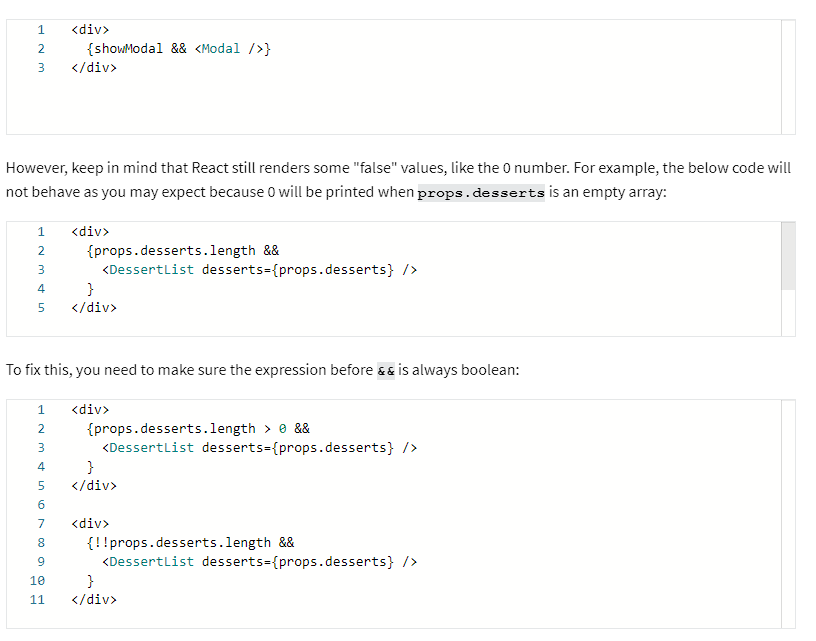 1 <div>
2   {showModal && <Modal />}
3 </div>
However, keep in mind that React still renders some "false" values, like the 0 number. For example, the below code will
not behave as you may expect because 0 will be printed when props.desserts is an empty array:
1 <div>
2   {props.desserts.length &&
3     <DessertList desserts={props.desserts} />
4   }
5 </div>
To fix this, you need to make sure the expression before && is always boolean:
1 <div>
2   {props.desserts.length > 0 &&
3     <DessertList desserts={props.desserts} />
4   }
5 </div>
6
7 <div>
8   {!!props.desserts.length &&
9     <DessertList desserts={props.desserts} />
10   }
11 </div>